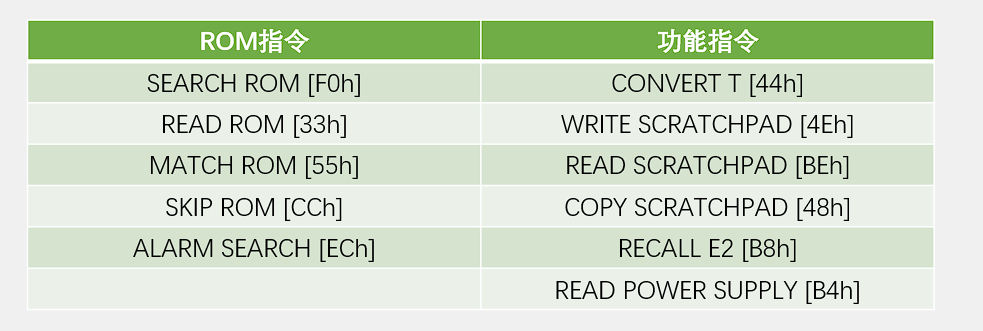 ROM指令 功能指令
SEARCH ROM [F0h] CONVERT T [44h]
READ ROM [33h] WRITE SCRATCHPAD [4Eh]
MATCH ROM [55h] READ SCRATCHPAD [BEh]
SKIP ROM [CCh] COPY SCRATCHPAD [48h]
ALARM SEARCH [ECh] RECALL E2 [B8h]
READ POWER SUPPLY [B4h]